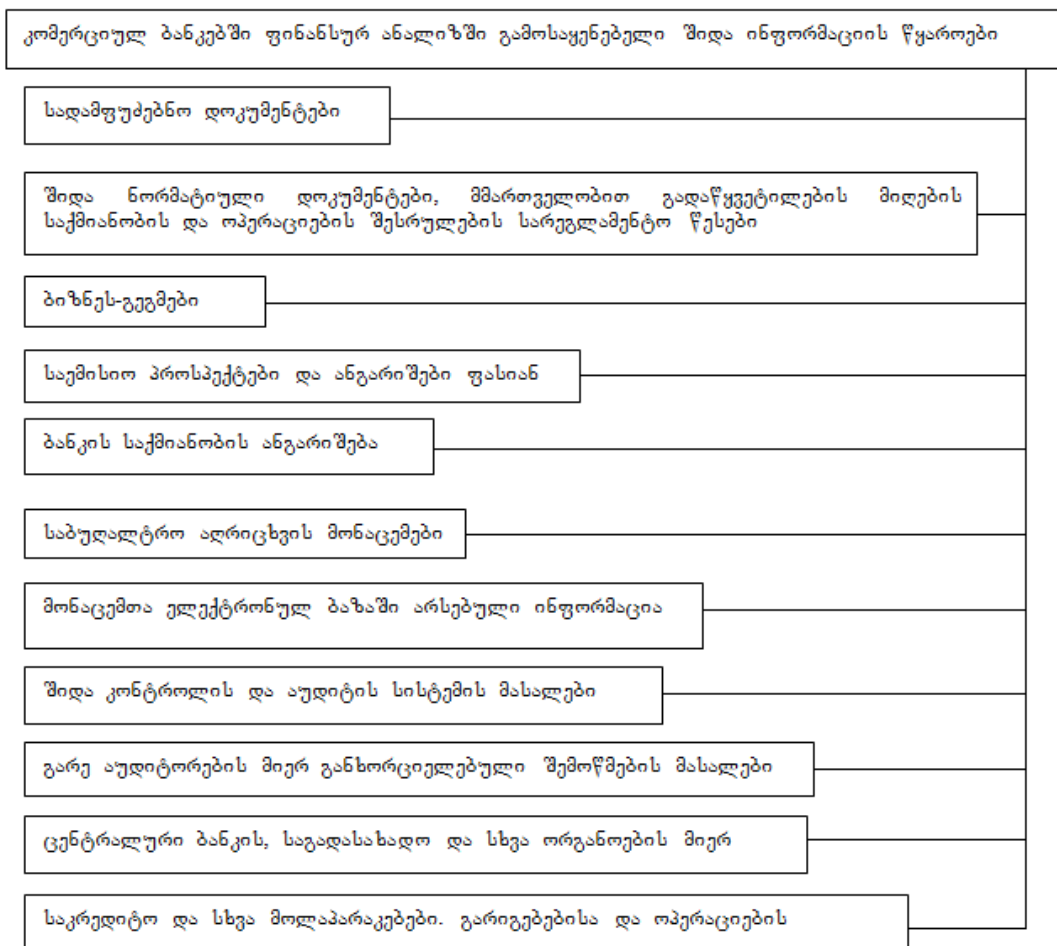 კომერციულ ბანკებში ფინანსურ ანალიზში გამოსაყენებელი შიდა ინფორმაციის წყაროები
სადამფუძებნო დოკუმენტები
შიდა ნორმატიული დოკუმენტები, მმართველობით გადაწყვეტილების მიღების
საქმიანობის და ოპერაციების შესრულების სარეგლამენტო წესები
ბიზნეს-გეგმები
საემისიო პროსპექტები და ანგარიშები ფასიან
ბანკის საქმიანობის ანგარიშება
საბუღალტრო აღრიცხვის მონაცემები
მონაცემთა ელექტრონულ ბაზაში არსებული ინფორმაცია
შიდა კონტროლის და აუდიტის სისტემის მასალები
გარე აუდიტორების მიერ განხორციელებული შემოწმების მასალები
ცენტრალური ბანკის, საგადასახადო და სხვა ორგანოების მიერ
საკრედიტო და სხვა მოლაპარაკებები. გარიგებებისა და ოპერაციების